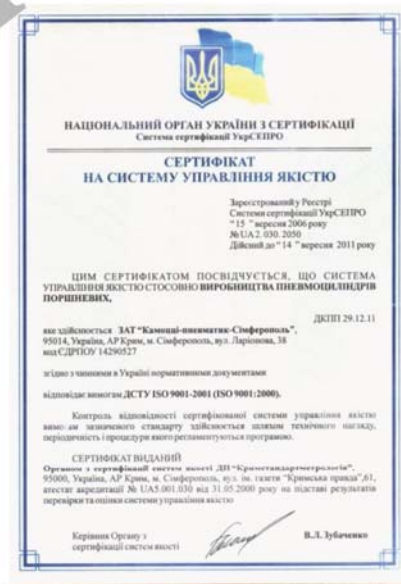 НАЦІОНАЛЬНИЙ ОРГАН УКРАЇНИ З СЕРТИФІКАЦІЇ
Система сертифікації УкрСЕПРО
СЕРТИФІКАТ
НА СИСТЕМУ УПРАВЛІННЯ ЯКІСТЮ
Зареєстрований у Реєстрі
Системи сертифікації УкрСЕПРО
"15" вересня 2006 року
№ UA 2. 030. 2050
Дійсний до "14" вересня 2011 року
ЦИМ СЕРТИФІКАТОМ ПОСВІДЧУЄТЬСЯ, ЩО СИСТЕМА
УПРАВЛІННЯ ЯКІСТЮ СТОСОВНО ВИРОБНИЦТВА ПНЕВМОЦИЛІНДРІВ
ПОРШНЕВИХ,
ДКПП 29.12.11
яке здійснюється ЗАТ "Камоцці-пневматик-Сімферополь",
95014, Україна, АР Крим, м. Сімферополь, вул. Ларіонова, 38
код ЄДРПОУ 14290527
згідно з чинними в Україні нормативними документами
відповідає вимогам ДСТУ ISO 9001-2001 (ISO 9001:2000).
Контроль відповідності сертифікованої системи управління якістю
вимогам зазначеного стандарту здійснюється шляхом технічного нагляду,
періодичність і процедури якого регламентуються програмою.
СЕРТИФІКАТ ВИДАНИЙ
Органом з сертифікації систем якості ДП "Кримстандартметрологія",
95000, Україна, АР Крим, м. Сімферополь, вул. ім. газети "Кримська правда",61,
атестат акредитації № UA5.001.030 від 31.05.2000 року на підставі результатів
перевірки та оцінки системи управління якістю
Керівник Органу з
сертифікації систем якості
В.Л. Зубаченко